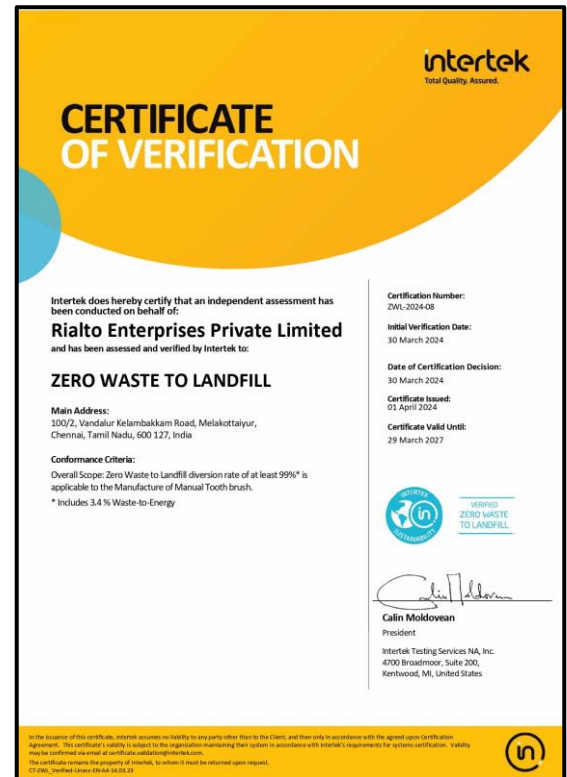 intertek
Total Quality. Assured.
CERTIFICATE
OF VERIFICATION
Intertek does hereby certify that an independent assessment has
been conducted on behalf of:
Rialto Enterprises Private Limited
and has been assessed and verified by Intertek to:
ZERO WASTE TO LANDFILL
Main Address:
100/2, Vandalur Kelambakkam Road, Melakottaiyur,
Chennai, Tamil Nadu, 600 127, India
Conformance Criteria:
Overall Scope: Zero Waste to Landfill diversion rate of at least 99%* is
applicable to the Manufacture of Manual Tooth brush.
* Includes 3.4 % Waste-to-Energy
Certification Number:
ZWL-2024-08
Initial Verification Date:
30 March 2024
Date of Certification Decision:
30 March 2024
Certificate Issued:
01 April 2024
Certificate Valid Until:
29 March 2027
INTERTEK
in
SUSTAINABILITY
VERIFIED
ZERO WASTE
TO LANDFILL
Calin Moldovean
Calin Moldovean
President
Intertek Testing Services NA, Inc.
4700 Broadmoor, Suite 200,
Kentwood, MI, United States
In the issuance of this certificate, Intertek assumes no liability to any party other than to the Client, and then only in accordance with the agreed upon Certification
Agreement. This certificate's validity is subject to the organization maintaining their system in accordance with Intertek's requirements for systems certification. Validity
may be confirmed via email at certificate.validation@intertek.com.
The certificate remains the property of Intertek, to whom it must be returned upon request.
in